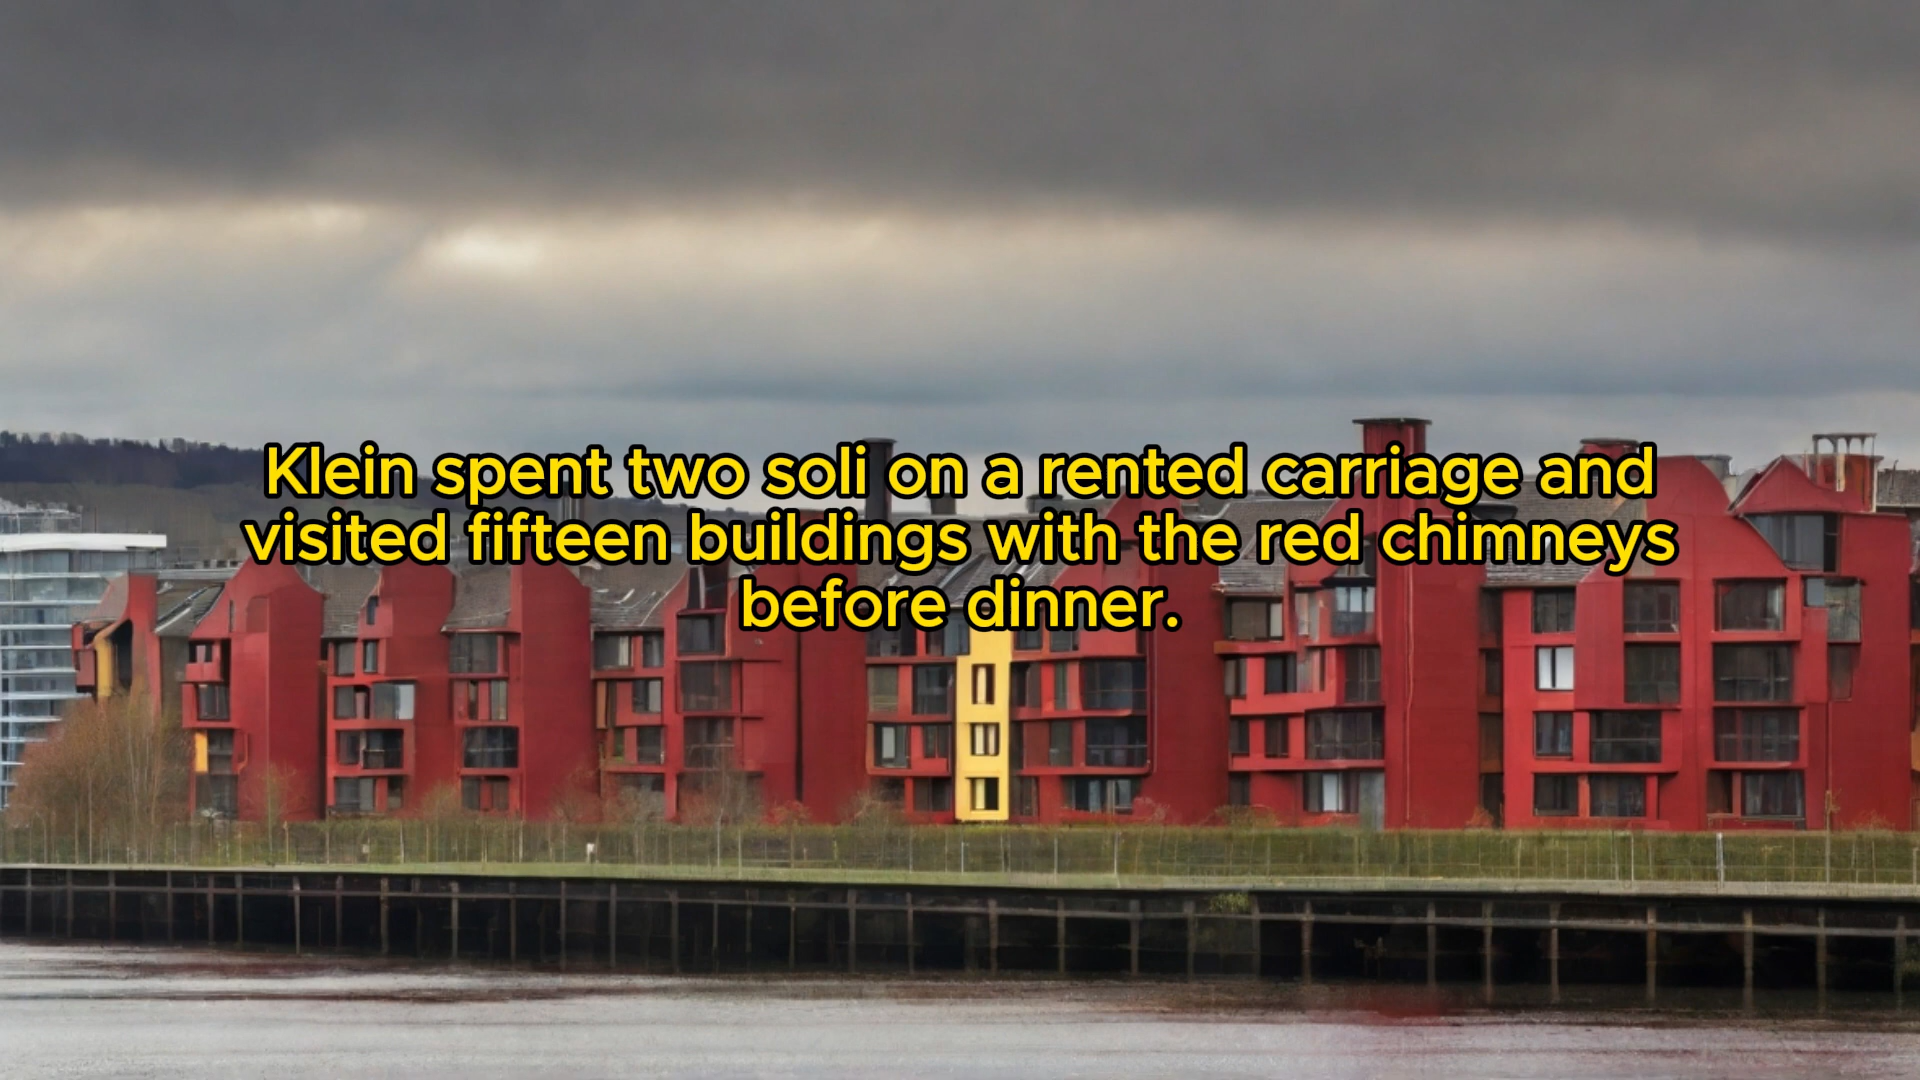 Klein spent two soli on a rented carriage and
visited fifteen buildings with the red chimneys
before dinner.